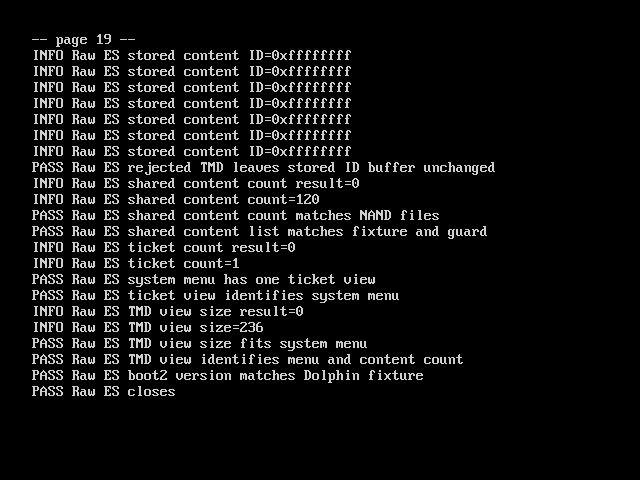 -- page 19 --
INFO Raw ES stored content ID=0xffffffff
INFO Raw ES stored content ID=0xffffffff
INFO Raw ES stored content ID=0xffffffff
INFO Raw ES stored content ID=0xffffffff
INFO Raw ES stored content ID=0xffffffff
INFO Raw ES stored content ID=0xffffffff
INFO Raw ES stored content ID=0xffffffff
PASS Raw ES rejected TMD leaves stored ID buffer unchanged
INFO Raw ES shared content count result=0
INFO Raw ES shared content count=120
PASS Raw ES shared content count matches NAND files
PASS Raw ES shared content list matches fixture and guard
INFO Raw ES ticket count result=0
INFO Raw ES ticket count=1
PASS Raw ES system menu has one ticket view
PASS Raw ES ticket view identifies system menu
INFO Raw ES TMD view size result=0
INFO Raw ES TMD view size=236
PASS Raw ES TMD view size fits system menu
PASS Raw ES TMD view identifies menu and content count
PASS Raw ES boot2 version matches Dolphin fixture
PASS Raw ES closes